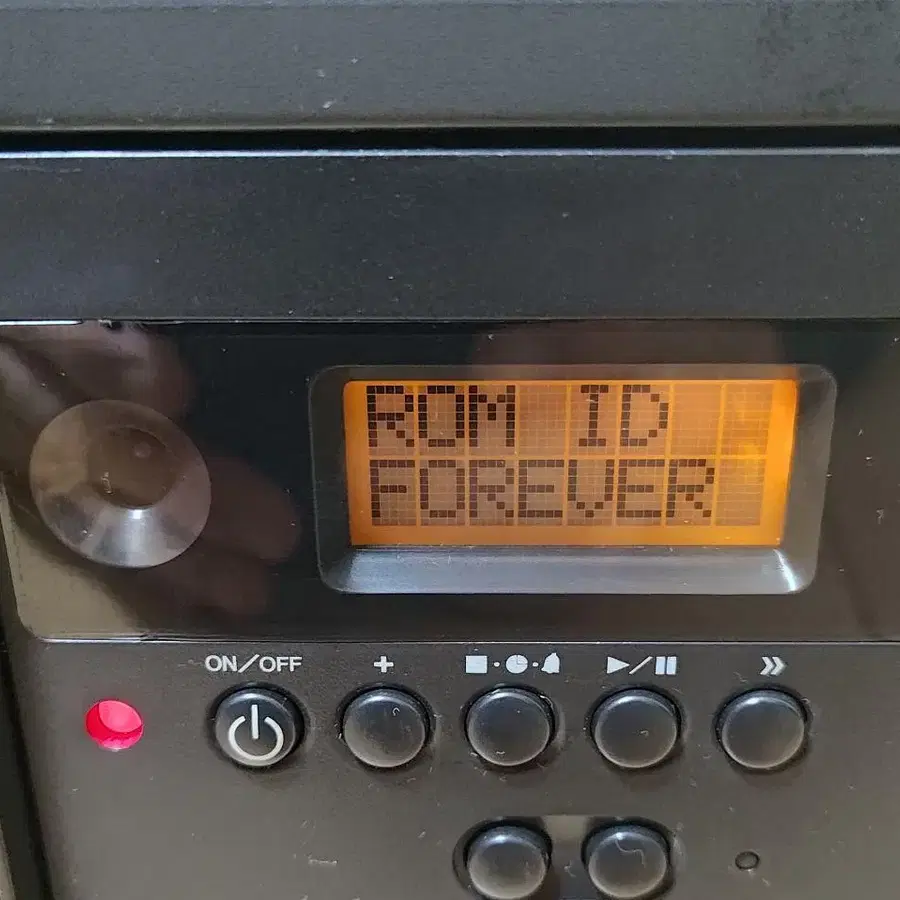 ROM ID
FOREVER
ON/OFF
+